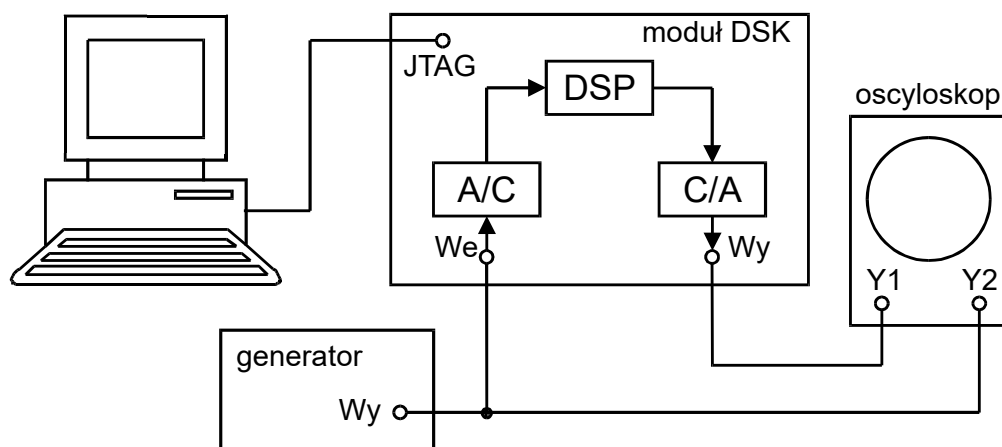 moduł DSK
JTAG
DSP
oscyloskop
A/C
C/A
We
Wy
Y1
Y2
generator
Wy